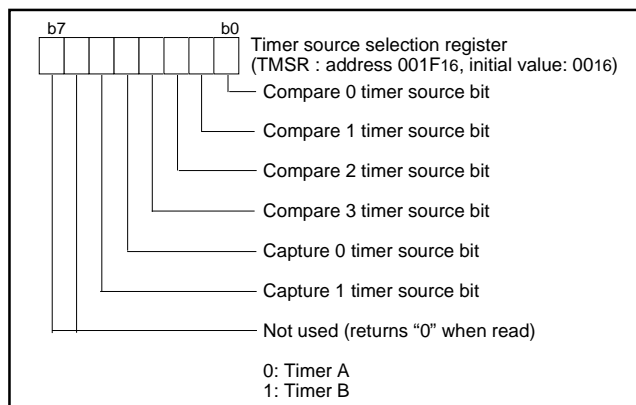 b7 b0
Timer source selection register
(TMSR : address 001F16, initial value: 0016)
Compare 0 timer source bit
Compare 1 timer source bit
Compare 2 timer source bit
Compare 3 timer source bit
Capture 0 timer source bit
Capture 1 timer source bit
Not used (returns “0” when read)
0: Timer A
1: Timer B